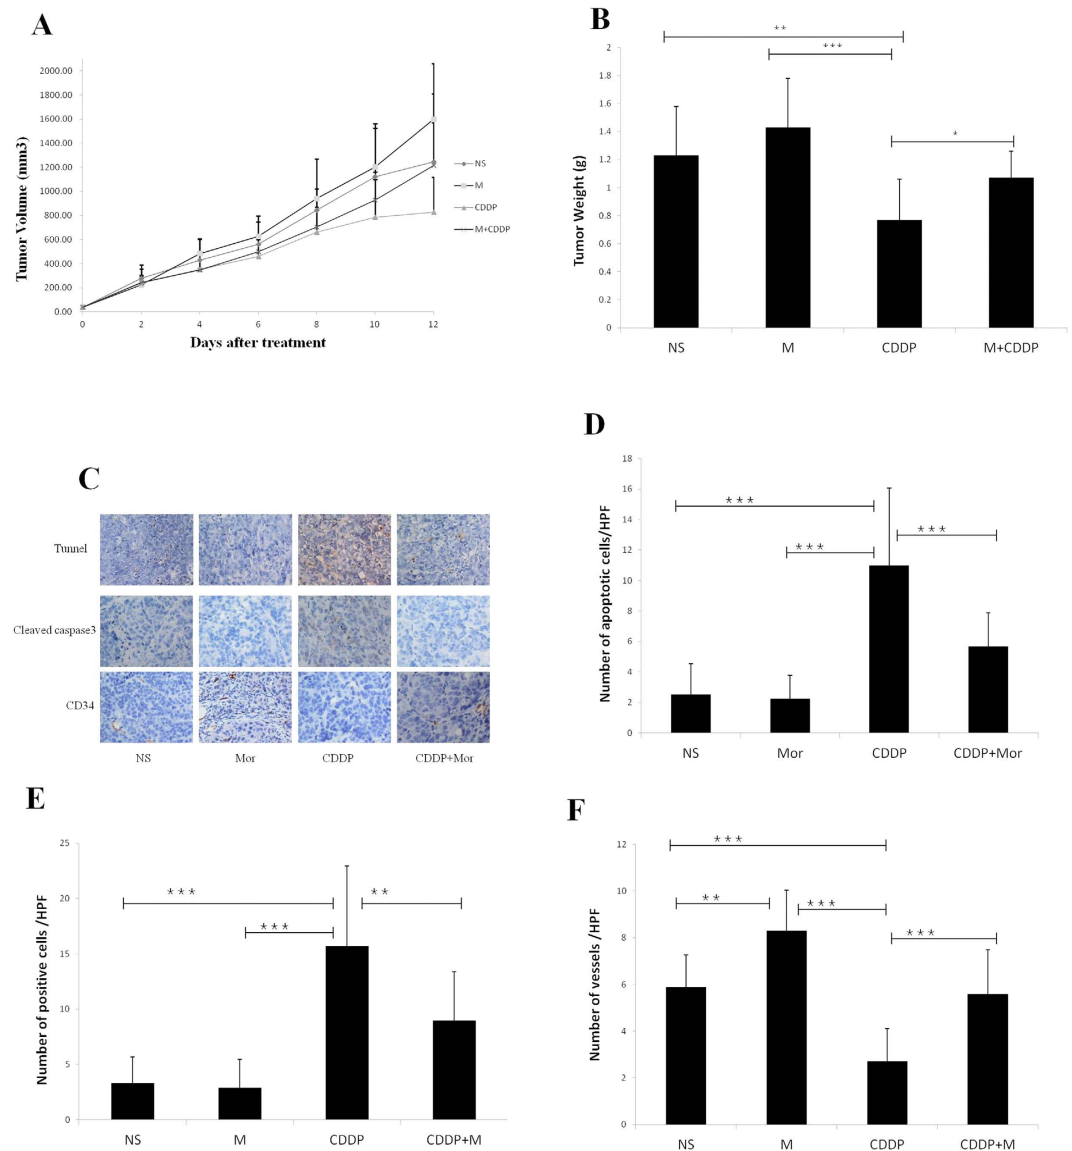 A
Tumor Volume (mm3)
2000.00
1800.00
1600.00
1400.00
1200.00
1000.00
800.00
600.00
400.00
200.00
0.00
0 2 4 6 8 10 12
Days after treatment
NS
M
CDDP
M+CDDP
B
Tumor Weight (g)
**
***
*
2
1.8
1.6
1.4
1.2
1
0.8
0.6
0.4
0.2
0
NS M CDDP M+CDDP
C
Tunnel
Cleaved caspase3
CD34
NS Mor CDDP CDDP+Mor
D
Number of apoptotic cells/HPF
18
16
14
12
10
8
6
4
2
0
***
***
***
NS Mor CDDP CDDP+Mor
E
Number of positive cells /HPF
25
20
15
10
5
0
*** **
***
NS M CDDP CDDP+M
F
Number of vessels /HPF
12
10
8
6
4
2
0
***
** ***
***
NS M CDDP CDDP+M